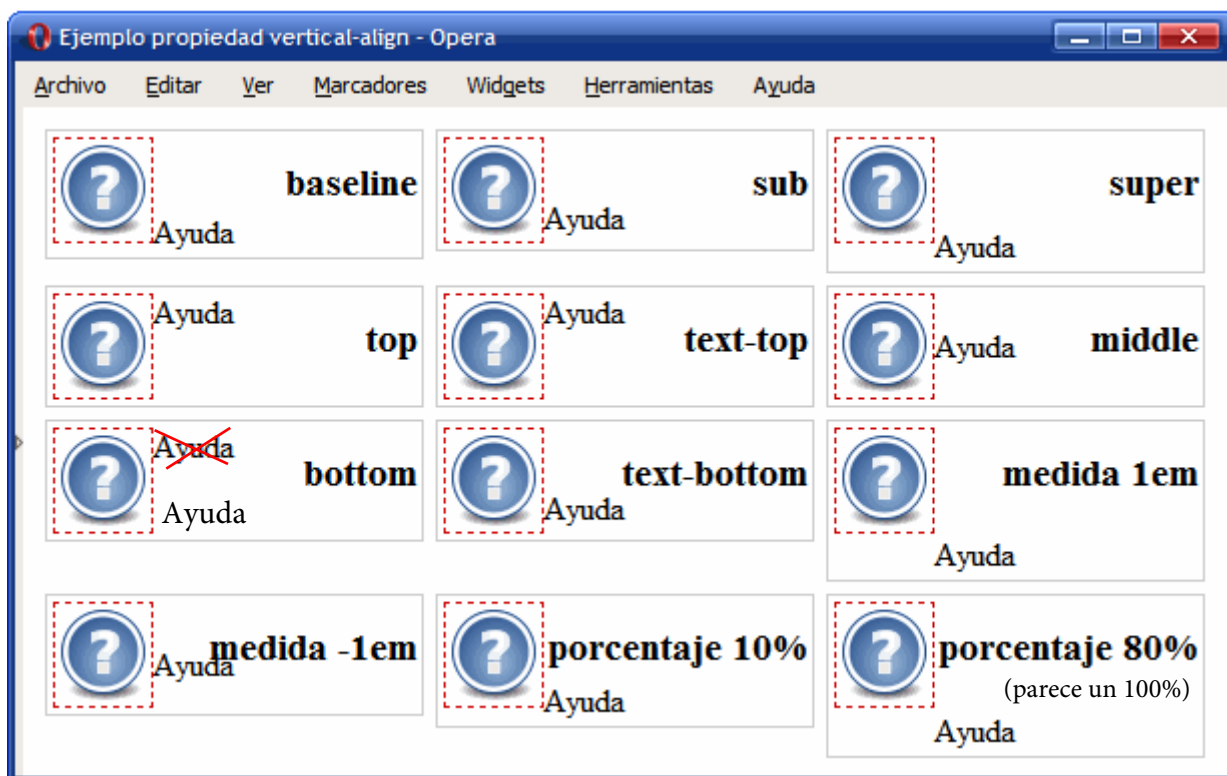 Ejemplo propiedad vertical-align - Opera
Archivo Editar Ver Marcadores Widgets Herramientas Ayuda
baseline
Ayuda
sub
Ayuda
super
Ayuda
Ayuda
top
Ayuda
text-top
Ayuda
middle
Ayuda
bottom
Ayuda
text-bottom
Ayuda
medida 1em
Ayuda
medida -1em
Ayuda
porcentaje 10%
Ayuda
porcentaje 80%
(parece un 100%)
Ayuda